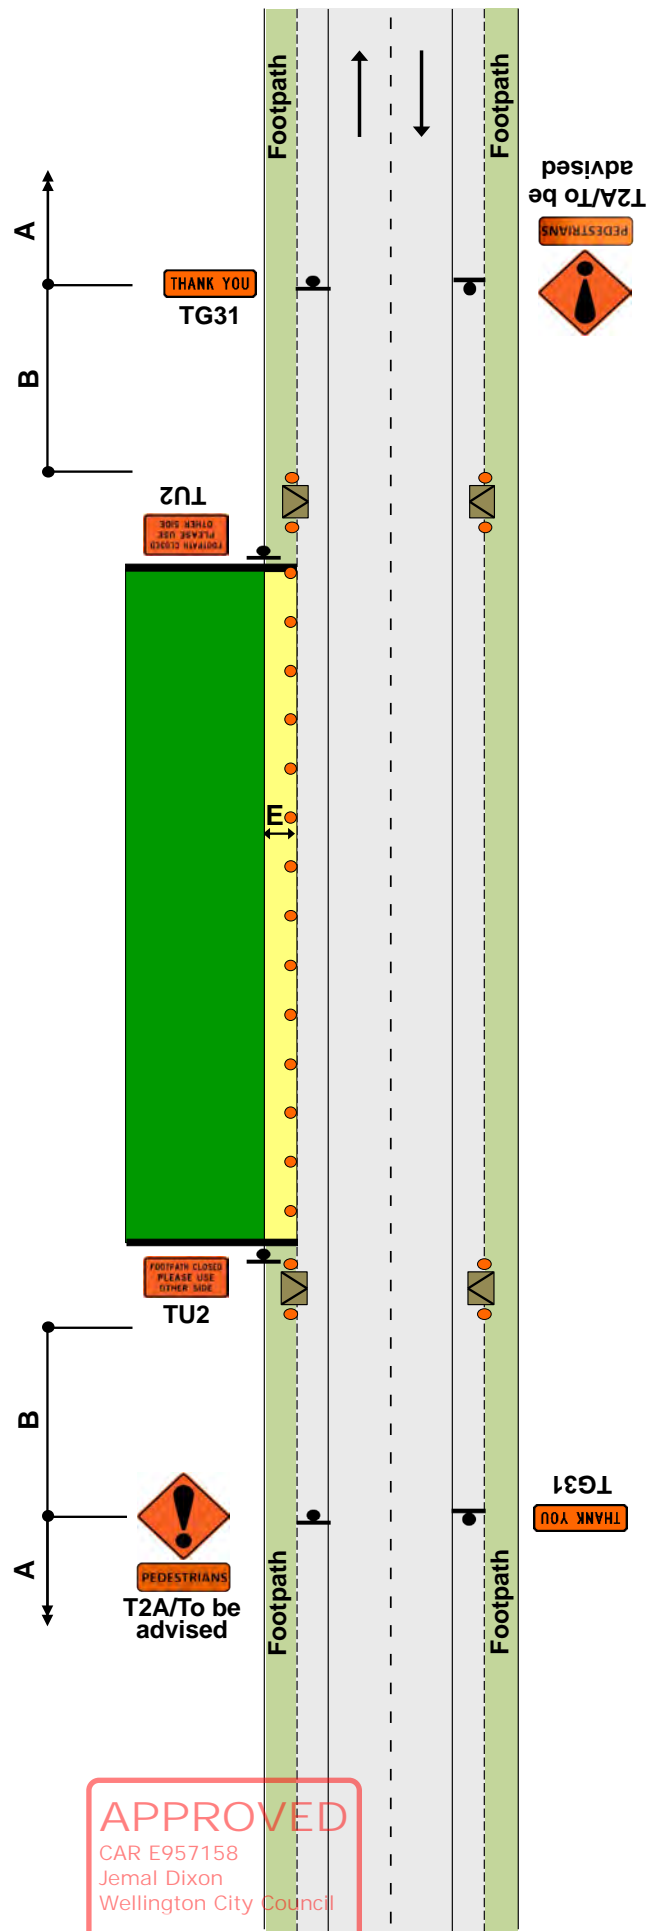 Footpath
Footpath
T2A/To be
advised
PEDESTRIANS
A
THANK YOU
TG31
B
TU2
FOOTPATH CLOSED
PLEASE USE
OTHER SIDE
E
FOOTPATH CLOSED
PLEASE USE
OTHER SIDE
TU2
B
TG31
THANK YOU
A
PEDESTRIANS
T2A/To be
advised
Footpath
Footpath
APPROVED
CAR E957158
Jemal Dixon
Wellington City Council